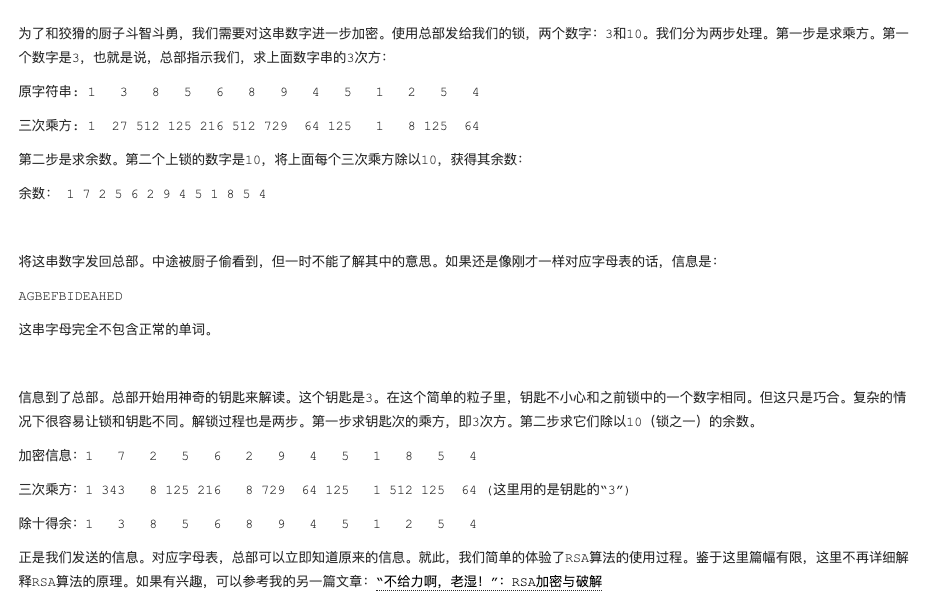 为了和狡猾的厨子斗智斗勇，我们需要对这串数字进一步加密。使用总部发给我们的锁，两个数字：3和10。我们分为两步处理。第一步是求乘方。第一
个数字是3，也就是说，总部指示我们，求上面数字串的3次方：
原字符串：1 3 8 5 6 8 9 4 5 1 2 5 4
三次乘方：1 27 512 125 216 512 729 64 125 1 8 125 64
第二步是求余数。第二个上锁的数字是10，将上面每个三次乘方除以10，获得其余数：
余数： 1 7 2 5 6 2 9 4 5 1 8 5 4
将这串数字发回总部。中途被厨子偷看到，但一时不能了解其中的意思。如果还是像刚才一样对应字母表的话，信息是：
AGBEFBIDEAHED
这串字母完全不包含正常的单词。
信息到了总部。总部开始用神奇的钥匙来解读。这个钥匙是3。在这个简单的粒子里，钥匙不小心和之前锁中的一个数字相同。但这只是巧合。复杂的情
况下很容易让锁和钥匙不同。解锁过程也是两步。第一步求钥匙次的乘方，即3次方。第二步求它们除以10（锁之一）的余数。
加密信息：1 7 2 5 6 2 9 4 5 1 8 5 4
三次乘方：1 343 8 125 216 8 729 64 125 1 512 125 64 (这里用的是钥匙的“3”)
除十得余：1 3 8 5 6 8 9 4 5 1 2 5 4
正是我们发送的信息。对应字母表，总部可以立即知道原来的信息。就此，我们简单的体验了RSA算法的使用过程。鉴于这里篇幅有限，这里不再详细解
释RSA算法的原理。如果有兴趣，可以参考我的另一篇文章：“不给力啊，老湿！”：RSA加密与破解